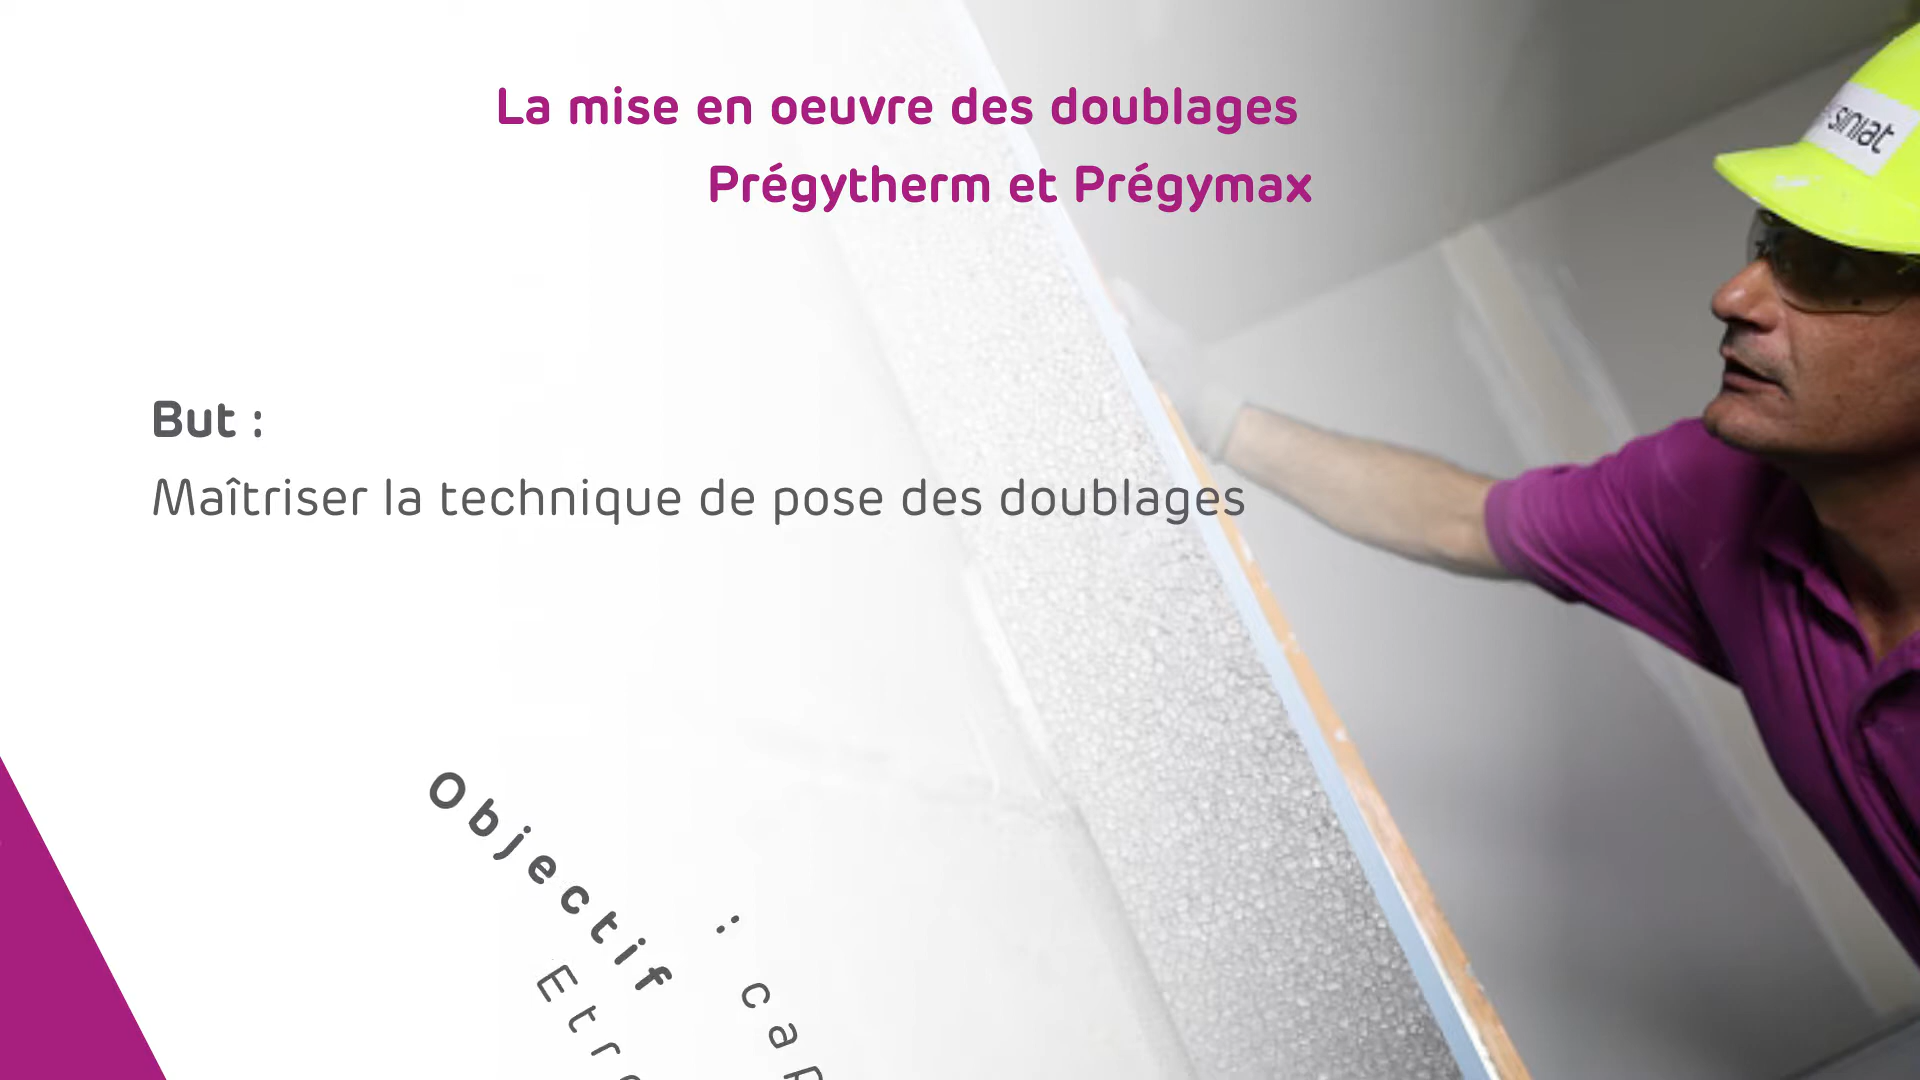 La mise en oeuvre des doublages
Prégytherm et Prégymax
siniat
But :
Maîtriser la technique de pose des doublages
Objectif :